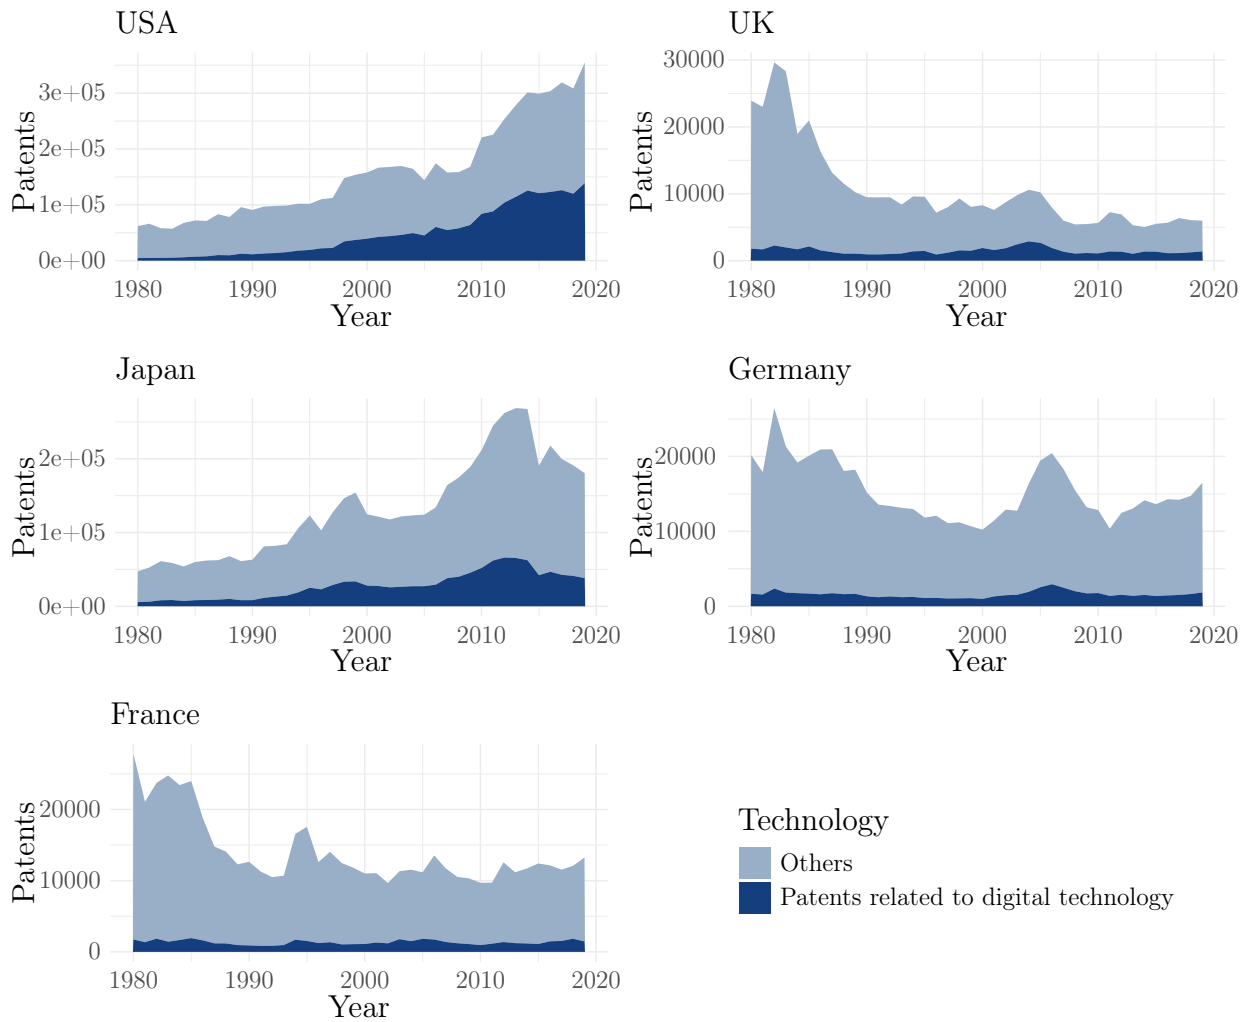 USA
Patents
3e+05
2e+05
1e+05
0e+00
1980 1990 2000 2010 2020
Year
UK
Patents
30000
20000
10000
0
1980 1990 2000 2010 2020
Year
Japan
Patents
2e+05
1e+05
0e+00
1980 1990 2000 2010 2020
Year
Germany
Patents
20000
10000
0
1980 1990 2000 2010 2020
Year
France
Patents
20000
10000
0
1980 1990 2000 2010 2020
Year
Technology
Others
Patents related to digital technology